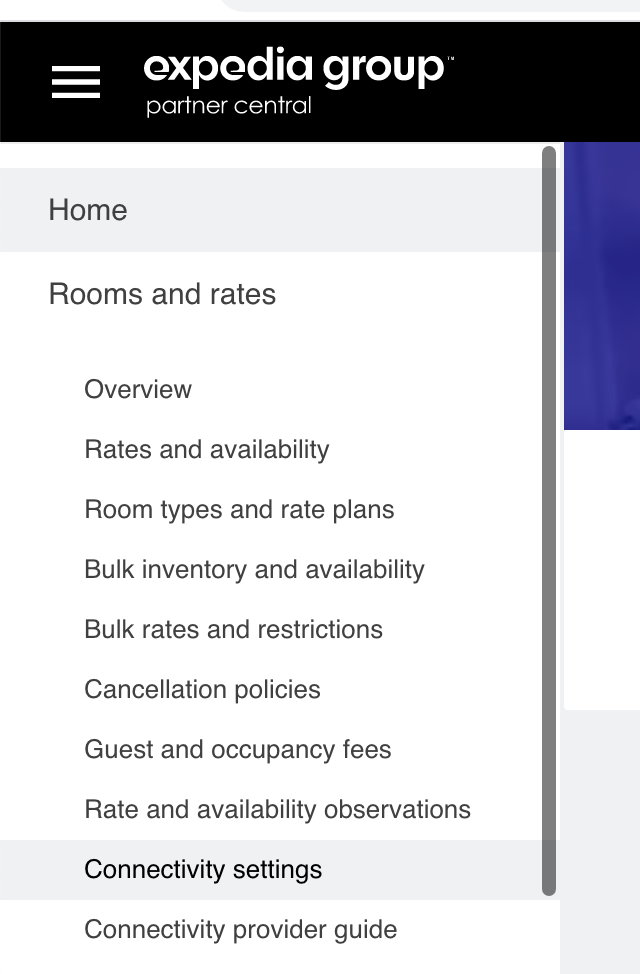 expedia group™
partner central
Home
Rooms and rates
Overview
Rates and availability
Room types and rate plans
Bulk inventory and availability
Bulk rates and restrictions
Cancellation policies
Guest and occupancy fees
Rate and availability observations
Connectivity settings
Connectivity provider guide